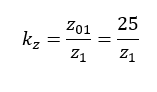 k_z = z_01 / z_1 = 25 / z_1